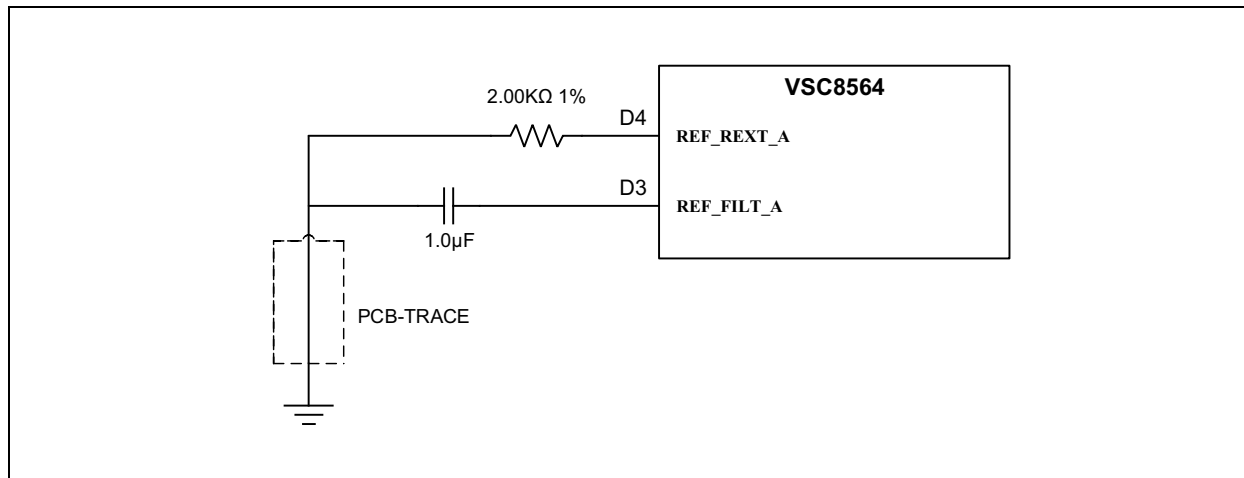 VSC8564
2.00KΩ 1%
D4
REF_REXT_A
D3
REF_FILT_A
1.0µF
PCB-TRACE